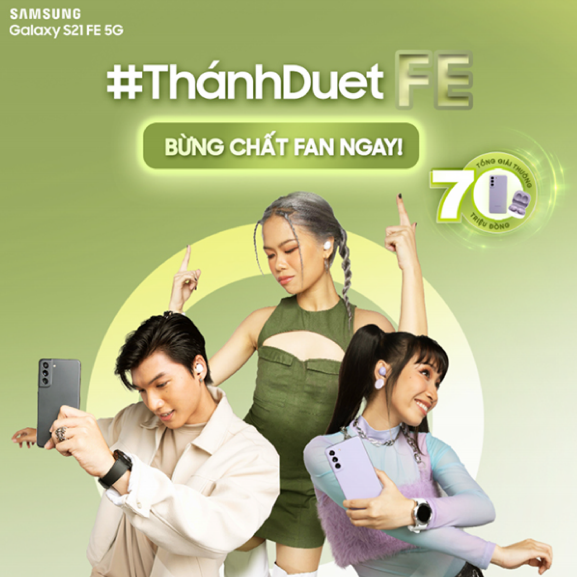 SAMSUNG
Galaxy S21 FE 5G
#ThánhDuet FE
BỪNG CHẤT FAN NGAY!
TỔNG GIẢI THƯỞNG
70
TRIỆU ĐỒNG